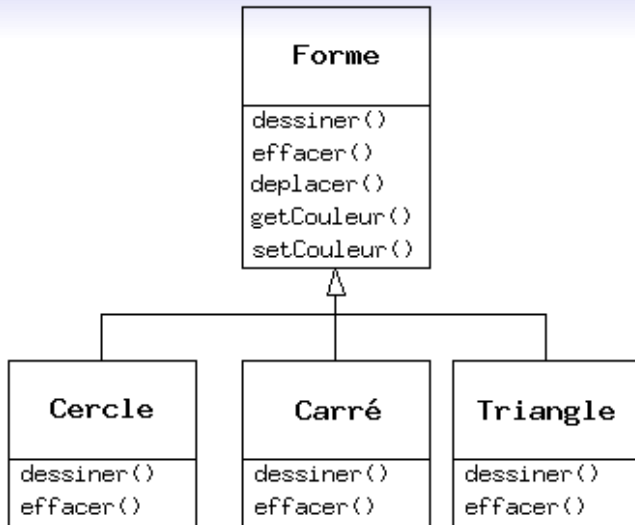 Forme
dessiner()
effacer()
deplacer()
getCouleur()
setCouleur()
Cercle
dessiner()
effacer()
Carré
dessiner()
effacer()
Triangle
dessiner()
effacer()